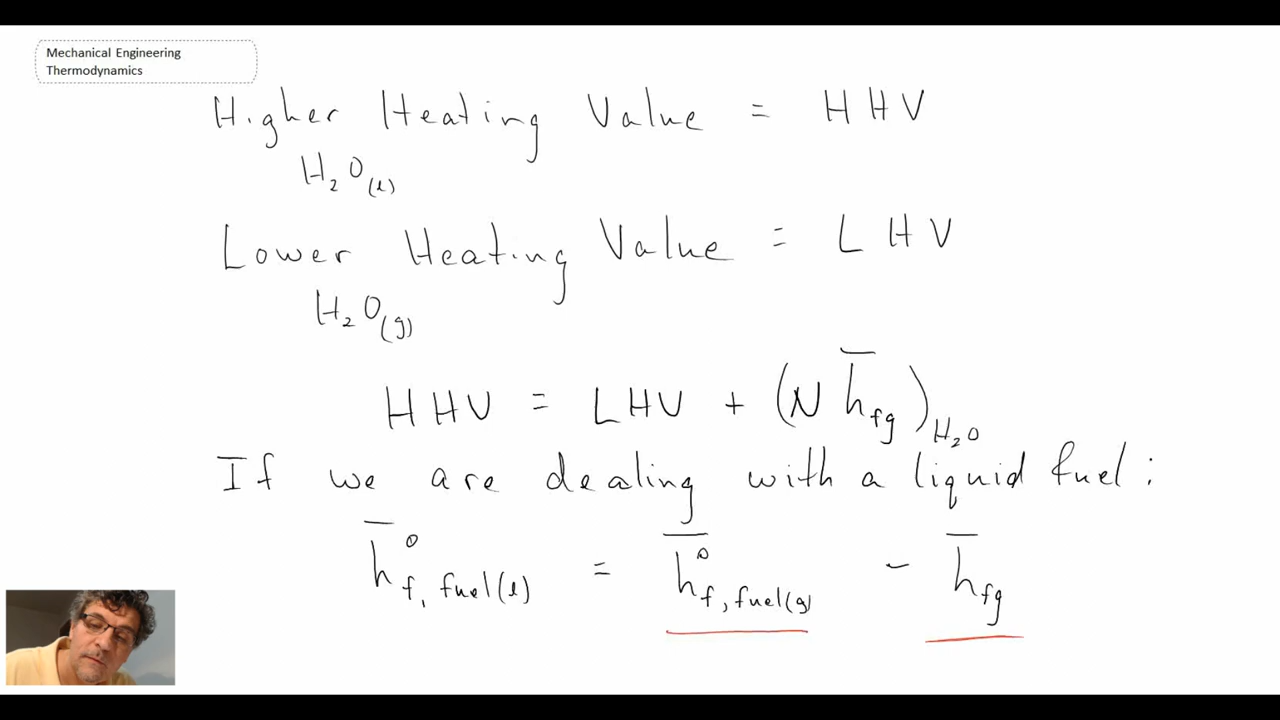 Mechanical Engineering
Thermodynamics
Higher Heating Value = HHV
H₂O(l)
Lower Heating Value = LHV
H₂O(g)
HHV = LHV + (N h̅fg)H₂O
If we are dealing with a liquid fuel:
h̅°f, fuel(l) = h̅°f, fuel(g) - h̅fg